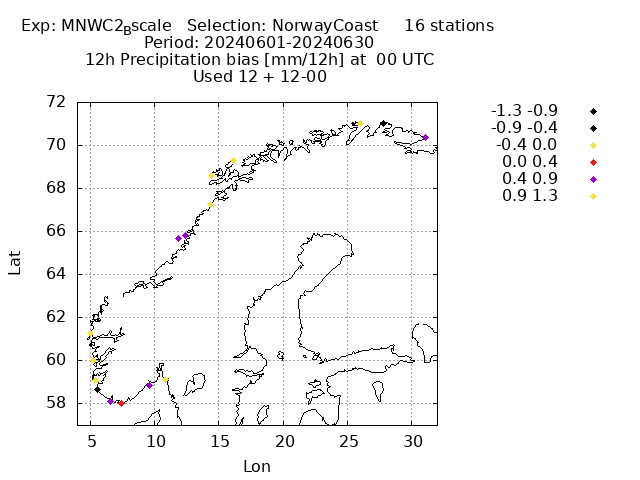 Exp: MNWC2_Bscale   Selection: NorwayCoast     16 stations
Period: 20240601-20240630
12h Precipitation bias [mm/12h] at  00 UTC
Used 12 + 12-00
-1.3 -0.9
-0.9 -0.4
-0.4 0.0
0.0 0.4
0.4 0.9
0.9 1.3
72
70
68
66
64
62
60
58
Lat
5 10 15 20 25 30
Lon